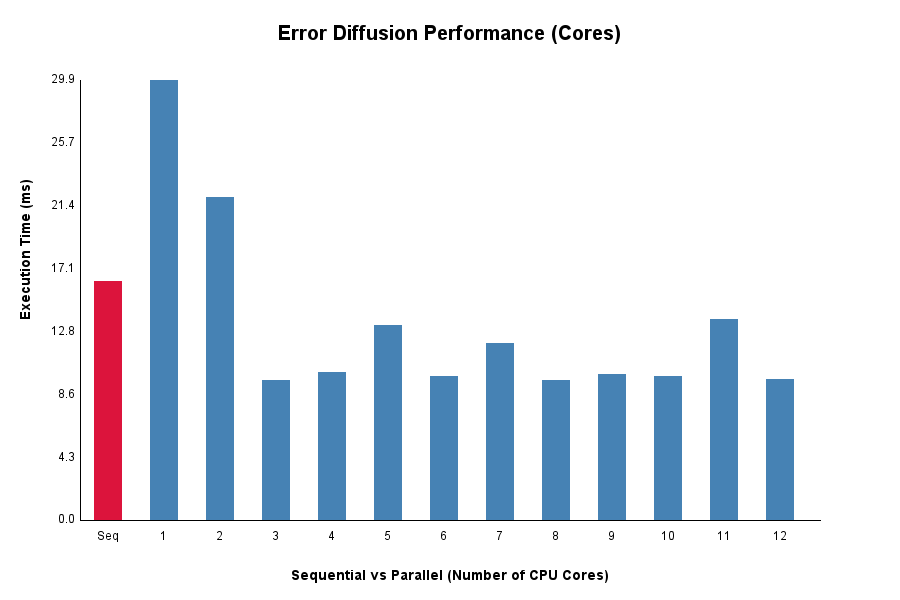 Error Diffusion Performance (Cores)
Execution Time (ms)
29.9
25.7
21.4
17.1
12.8
8.6
4.3
0.0
Seq 1 2 3 4 5 6 7 8 9 10 11 12
Sequential vs Parallel (Number of CPU Cores)